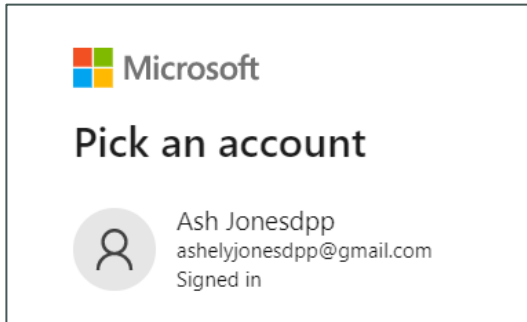 Microsoft
Pick an account
Ash Jonesdpp
ashelyjonesdpp@gmail.com
Signed in